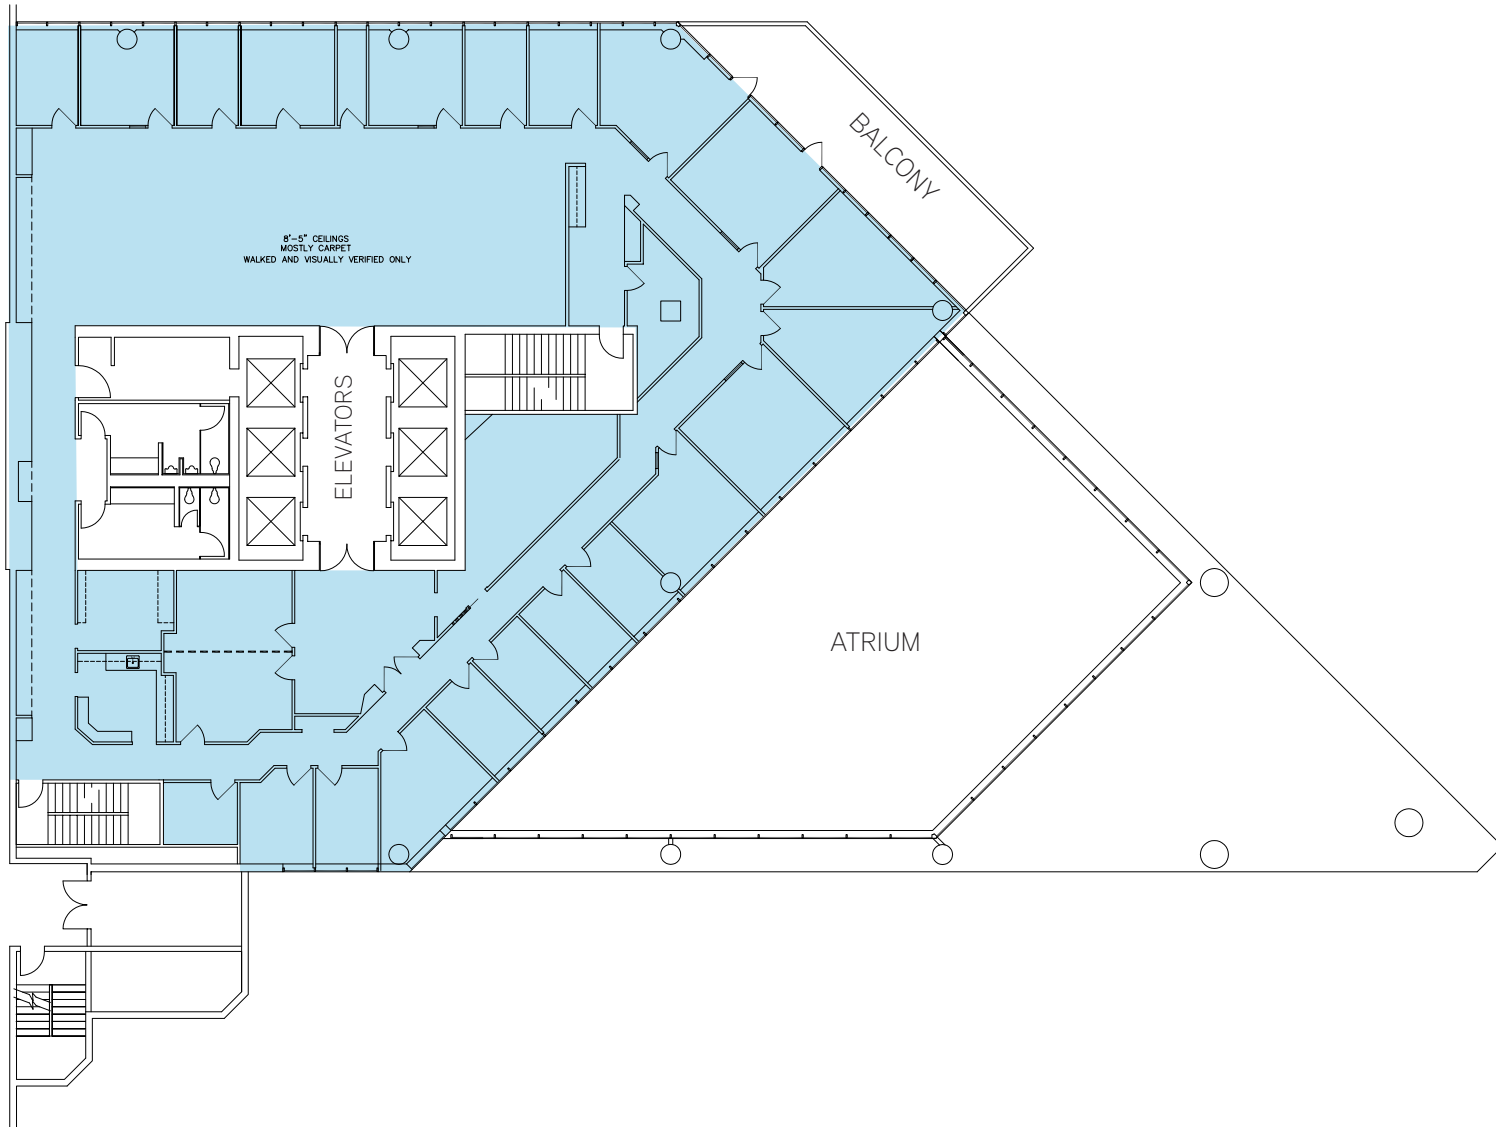 BALCONY
8'-5" CEILINGS
MOSTLY CARPET
WALKED AND VISUALLY VERIFIED ONLY
ELEVATORS
ATRIUM